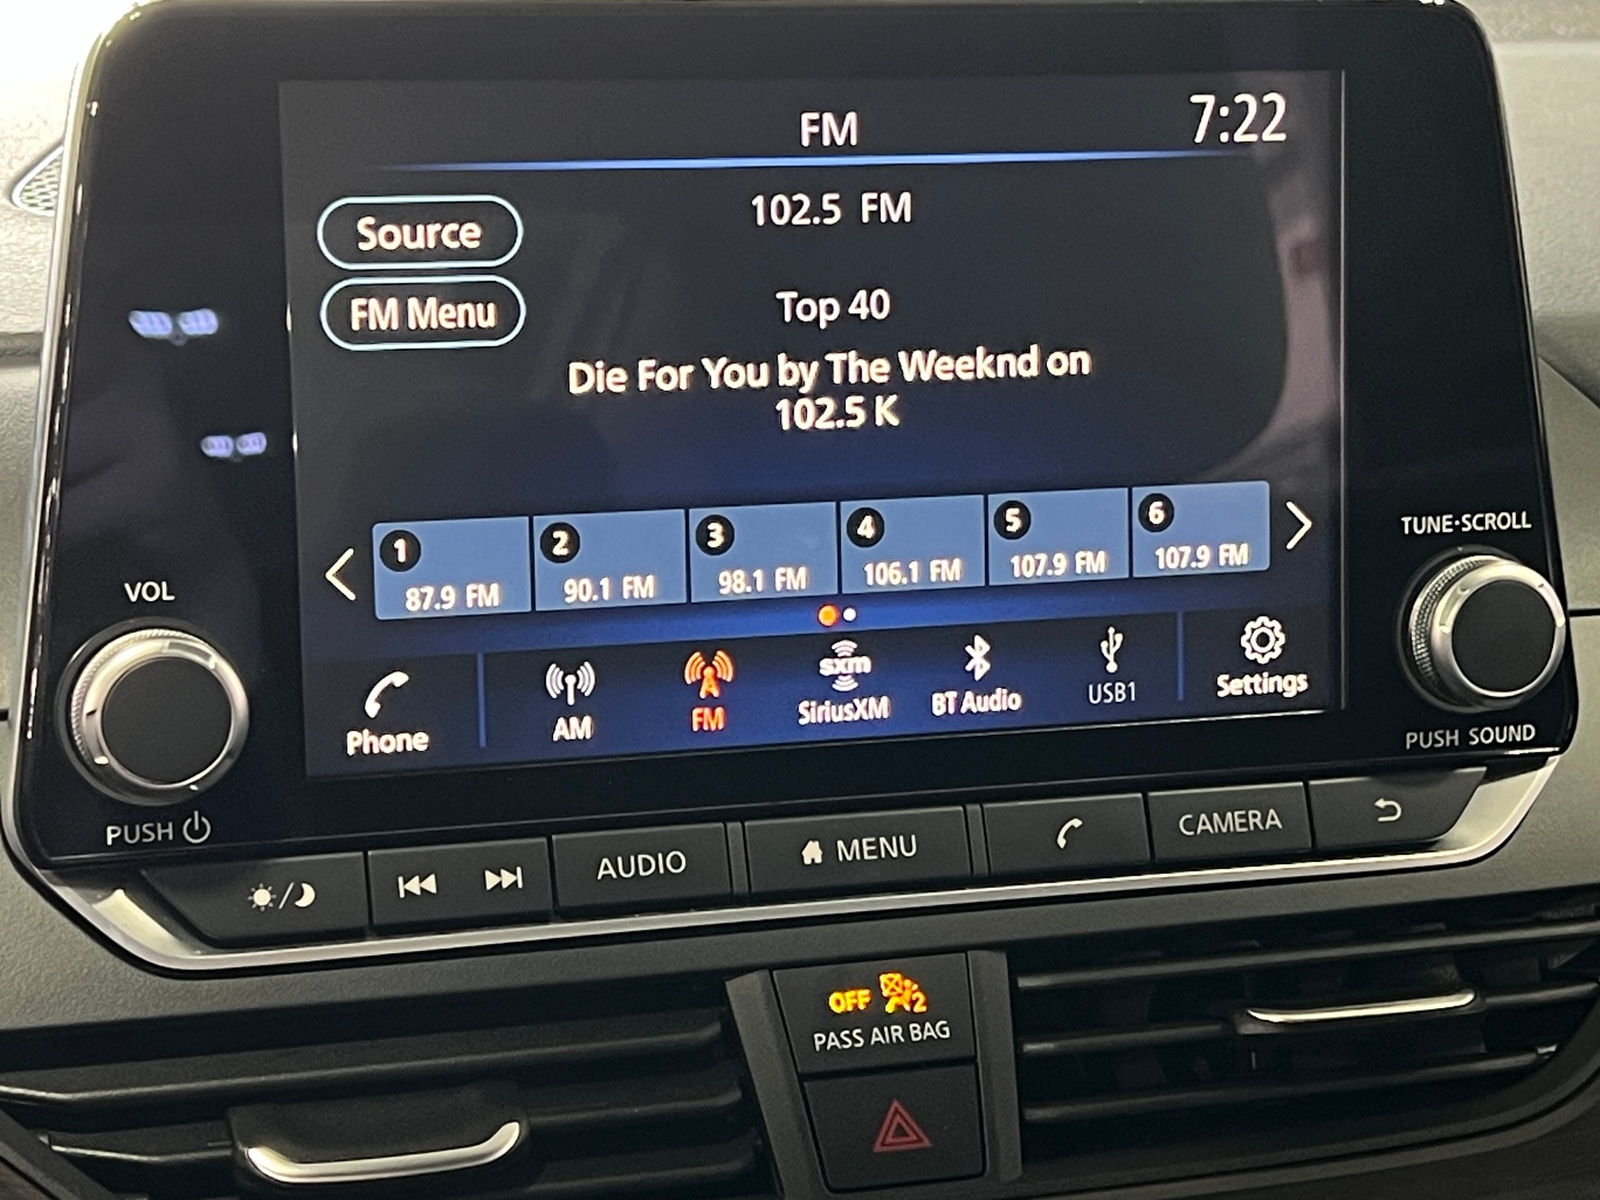 FM
7:22
Source
102.5 FM
FM Menu
Top 40
Die For You by The Weeknd on
102.5 K
1
87.9 FM
2
90.1 FM
3
98.1 FM
4
106.1 FM
5
107.9 FM
6
107.9 FM
Phone
AM
FM
sxm
SiriusXM
BT Audio
USB1
Settings
VOL
PUSH
TUNE·SCROLL
PUSH SOUND
AUDIO
MENU
CAMERA
OFF 2
PASS AIR BAG